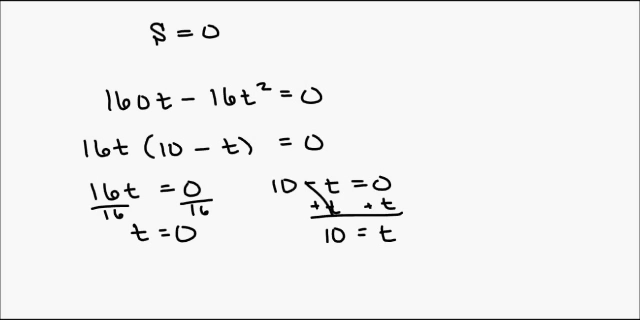 S = 0
160t - 16t² = 0
16t (10 - t) = 0
16t = 0 10 - t = 0
16 16 + t + t
t = 0 10 = t